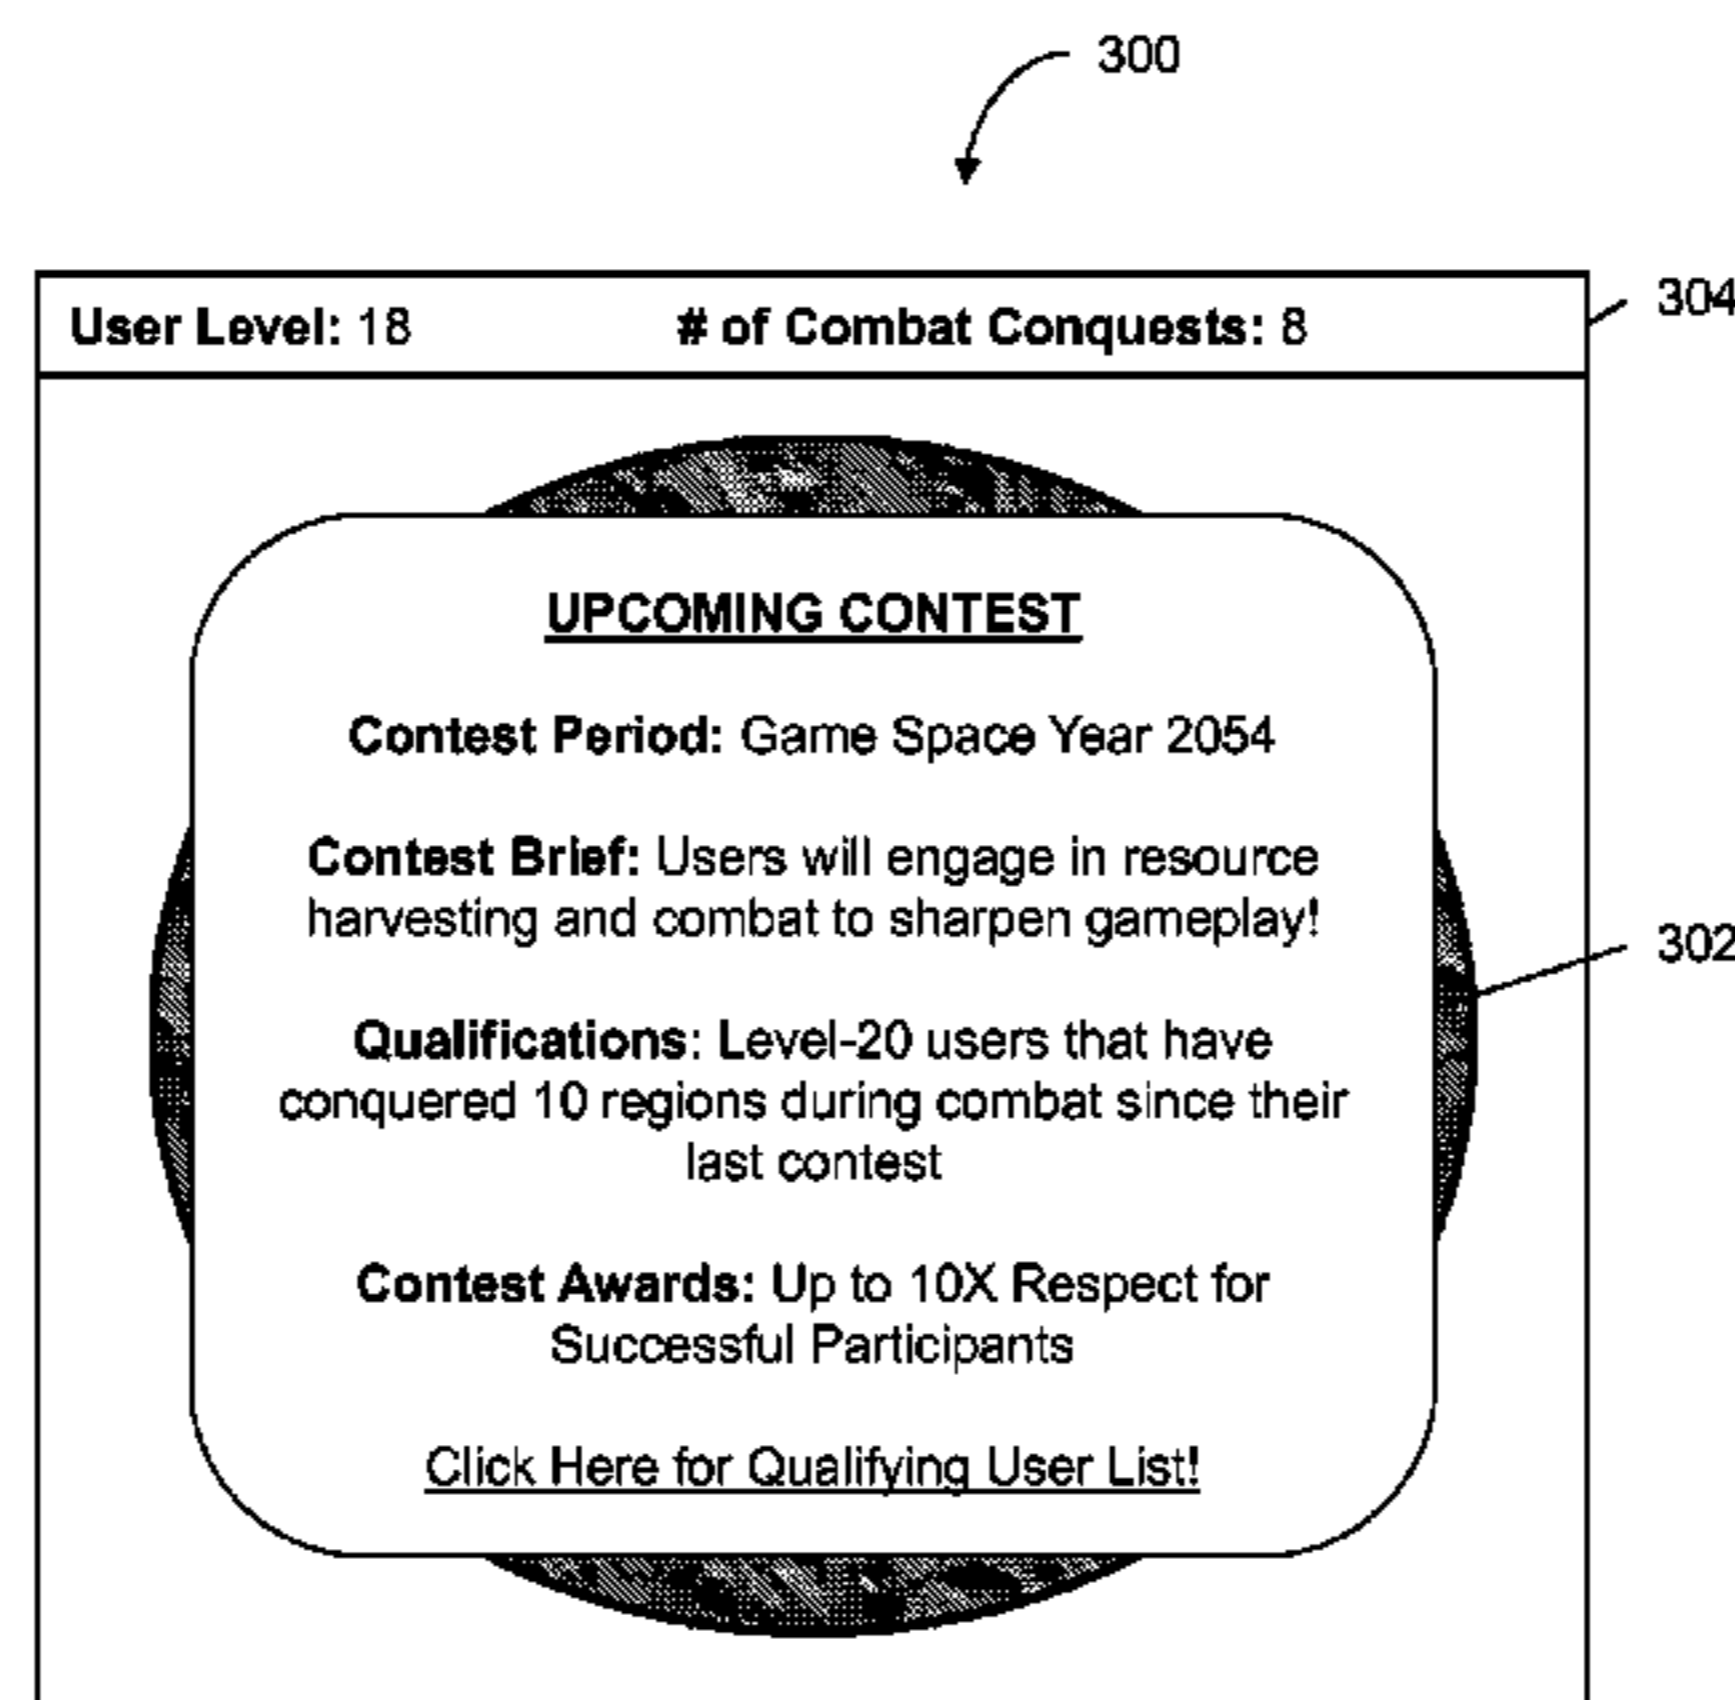 300
User Level: 18 # of Combat Conquests: 8
304
UPCOMING CONTEST
Contest Period: Game Space Year 2054
Contest Brief: Users will engage in resource
harvesting and combat to sharpen gameplay!
302
Qualifications: Level-20 users that have
conquered 10 regions during combat since their
last contest
Contest Awards: Up to 10X Respect for
Successful Participants
Click Here for Qualifying User List!